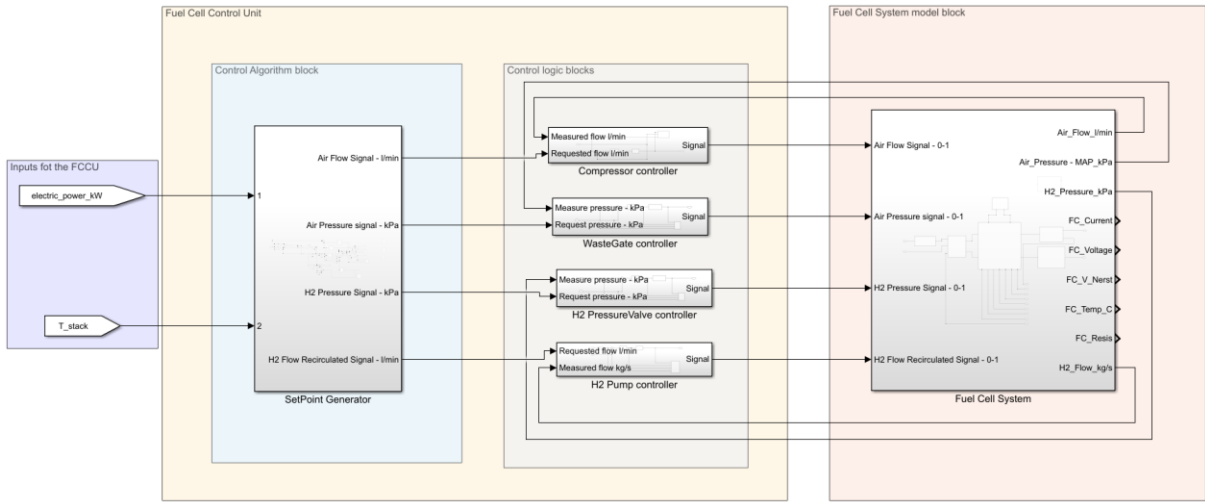 Fuel Cell Control Unit
Fuel Cell System model block
Control Algorithm block
Control logic blocks
Inputs fot the FCCU
electric_power_kW
T_stack
1
2
Air Flow Signal - l/min
Air Pressure signal - kPa
H2 Pressure Signal - kPa
H2 Flow Recirculated Signal - l/min
SetPoint Generator
Measured flow l/min
Requested flow l/min
Signal
Compressor controller
Measure pressure - kPa
Request pressure - kPa
Signal
WasteGate controller
Measure pressure - kPa
Request pressure - kPa
Signal
H2 PressureValve controller
Requested flow l/min
Measured flow kg/s
Signal
H2 Pump controller
Air Flow Signal - 0-1
Air Pressure signal - 0-1
H2 Pressure Signal - 0-1
H2 Flow Recirculated Signal - 0-1
Air_Flow_l/min
Air_Pressure - MAP_kPa
H2_Pressure_kPa
FC_Current
FC_Voltage
FC_V_Nerst
FC_Temp_C
FC_Resis
H2_Flow_kg/s
Fuel Cell System